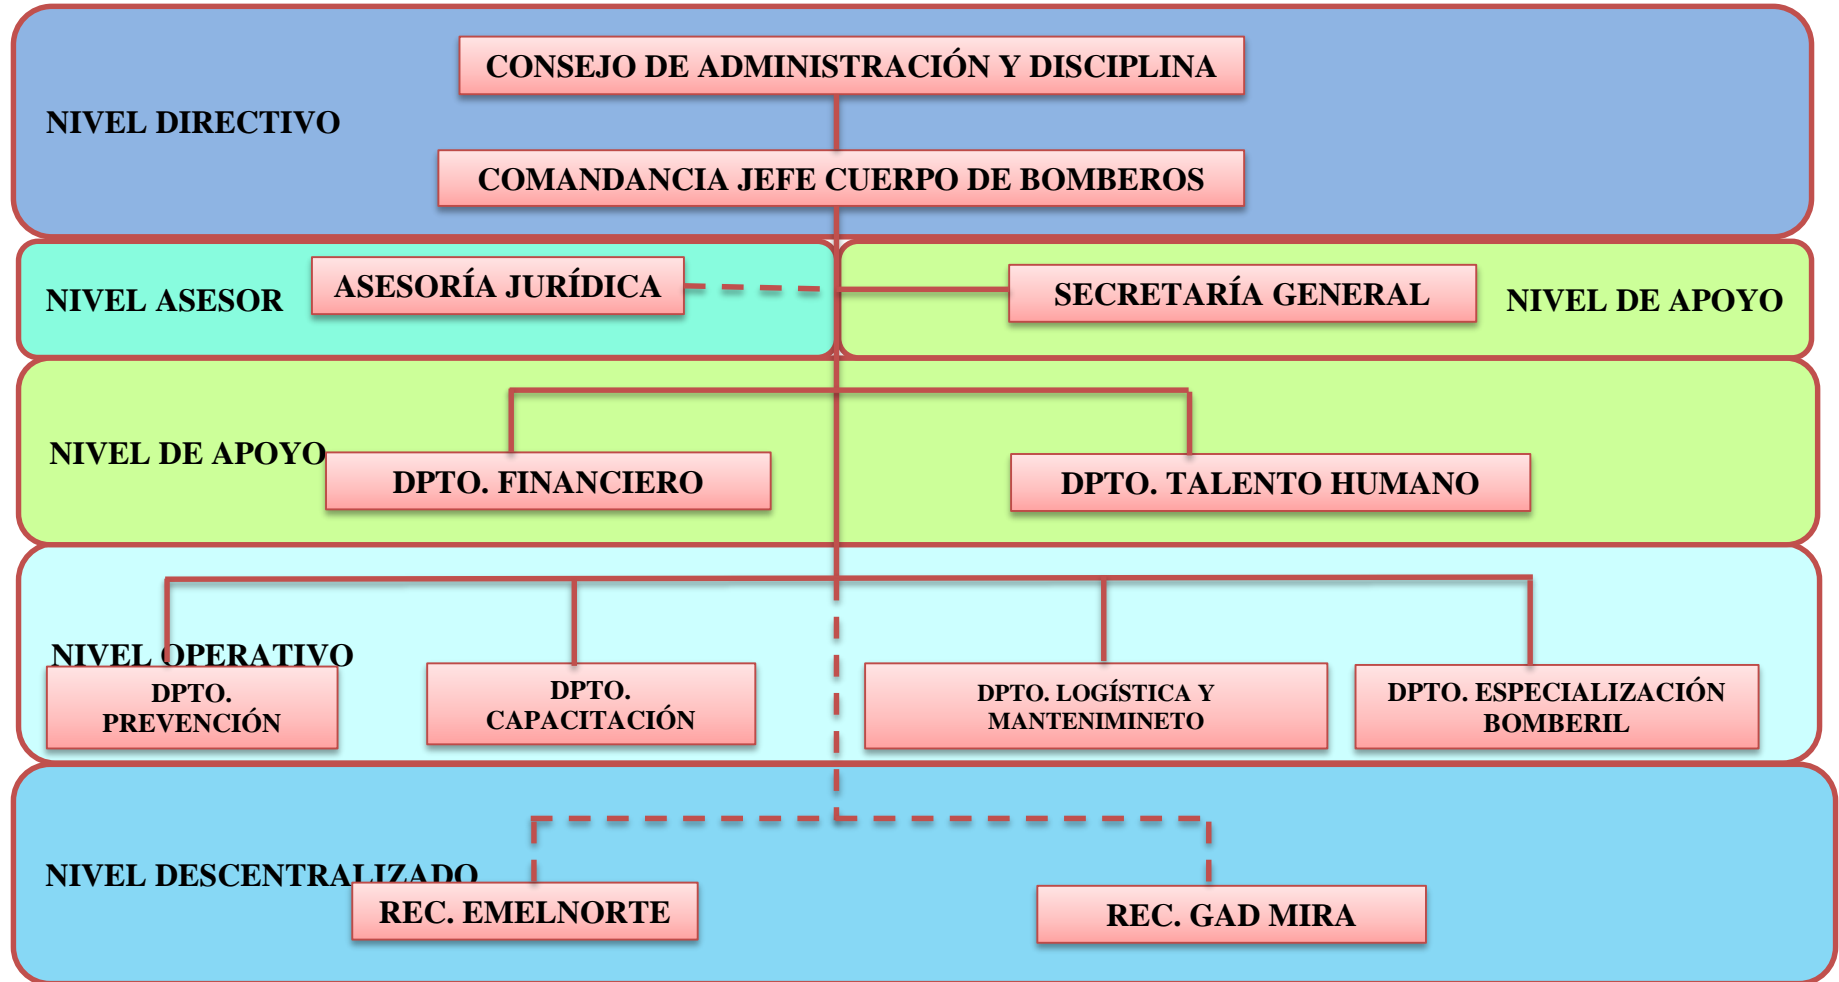 CONSEJO DE ADMINISTRACIÓN Y DISCIPLINA
NIVEL DIRECTIVO
COMANDANCIA JEFE CUERPO DE BOMBEROS
NIVEL ASESOR
ASESORÍA JURÍDICA
SECRETARÍA GENERAL
NIVEL DE APOYO
NIVEL DE APOYO
DPTO. FINANCIERO
DPTO. TALENTO HUMANO
NIVEL OPERATIVO
DPTO.
PREVENCIÓN
DPTO.
CAPACITACIÓN
DPTO. LOGÍSTICA Y
MANTENIMINETO
DPTO. ESPECIALIZACIÓN
BOMBERIL
NIVEL DESCENTRALIZADO
REC. EMELNORTE
REC. GAD MIRA